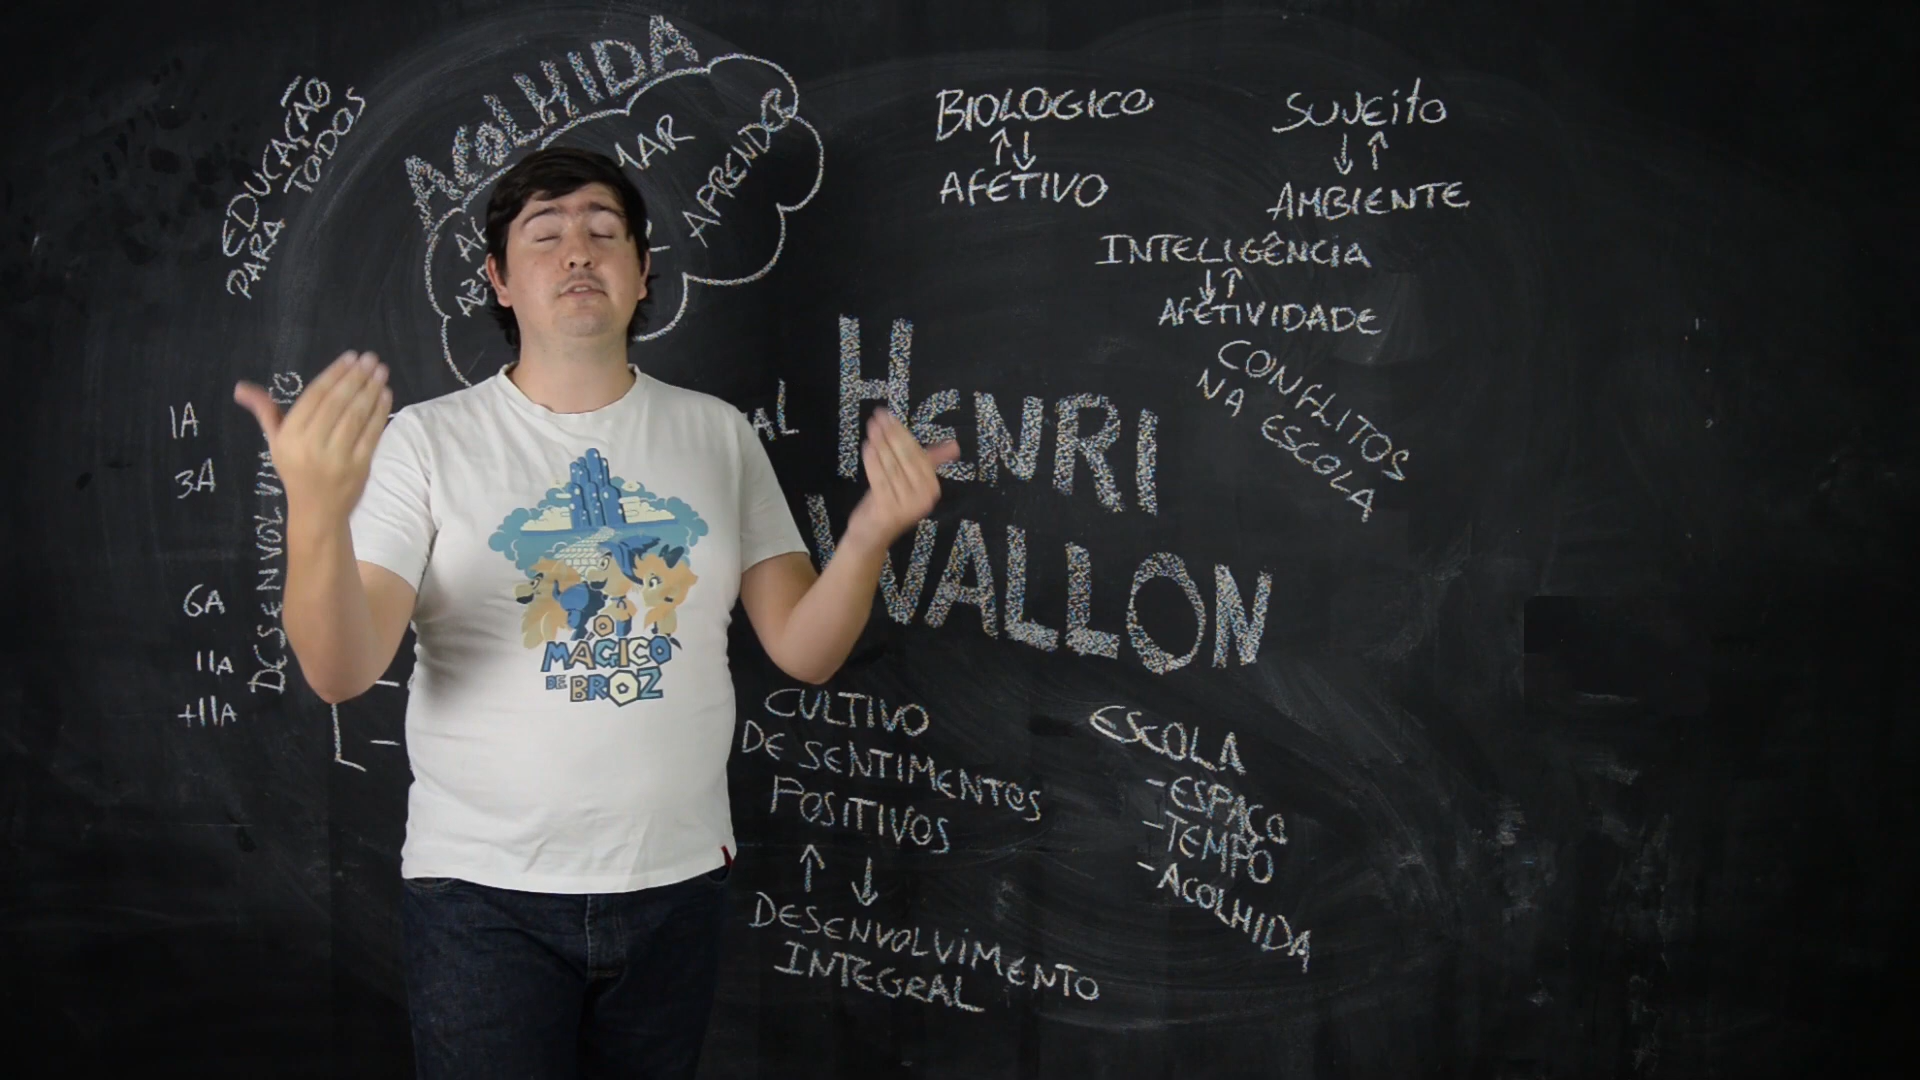 EDUCAÇÃO
PARA TODOS
ACOLHIDA
APRENDER
BIOLOGICO
AFETIVO
SUJEITO
AMBIENTE
INTELIGÊNCIA
AFETIVIDADE
CONFLITOS
NA ESCOLA
HENRI
WALLON
1A
3A
6A
11A
+11A
O
MÁGICO
DE BROZ
CULTIVO
DE SENTIMENTOS
POSITIVOS
DESENVOLVIMENTO
INTEGRAL
ESCOLA
-ESPAÇO
-TEMPO
-ACOLHIDA